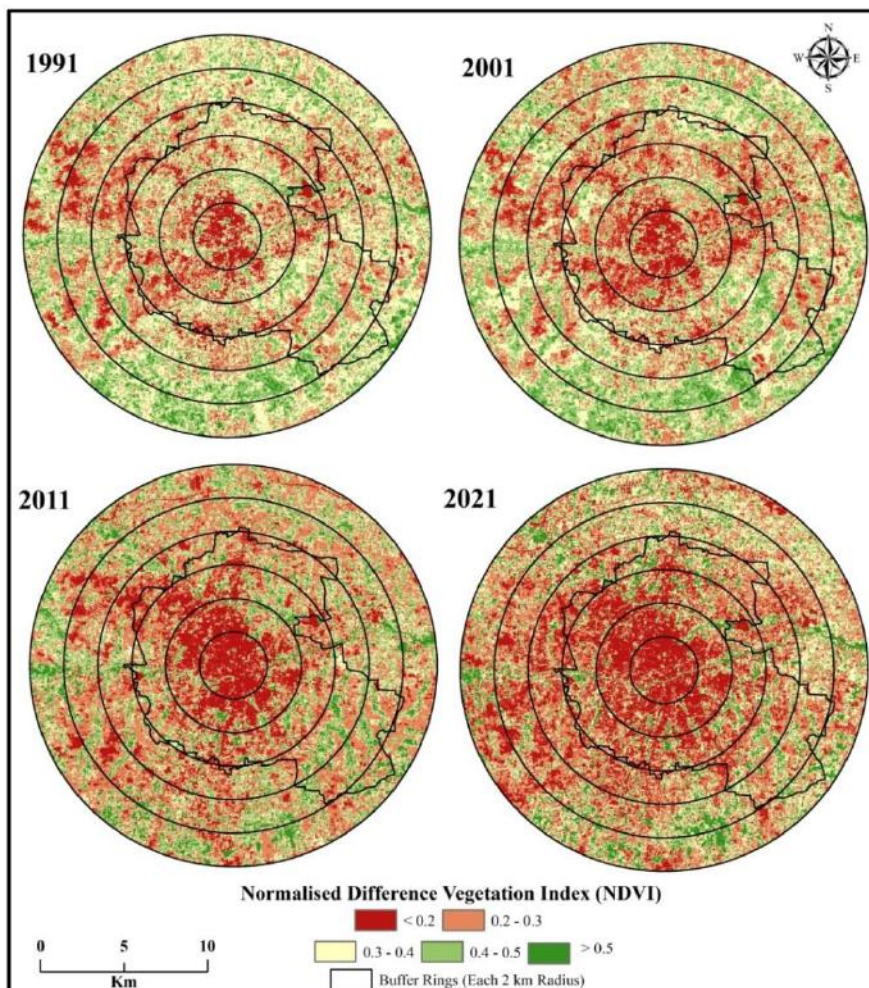 1991
2001
N
W E
S
2011
2021
Normalised Difference Vegetation Index (NDVI)
< 0.2 0.2 - 0.3
0.3 - 0.4 0.4 - 0.5 > 0.5
0 5 10
Km
Buffer Rings (Each 2 km Radius)